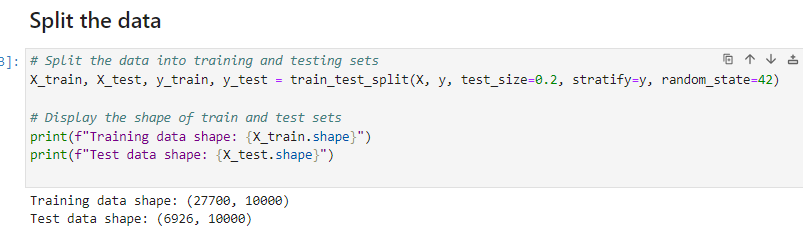 Split the data
3]: # Split the data into training and testing sets
X_train, X_test, y_train, y_test = train_test_split(X, y, test_size=0.2, stratify=y, random_state=42)
# Display the shape of train and test sets
print(f"Training data shape: {X_train.shape}")
print(f"Test data shape: {X_test.shape}")
Training data shape: (27700, 10000)
Test data shape: (6926, 10000)